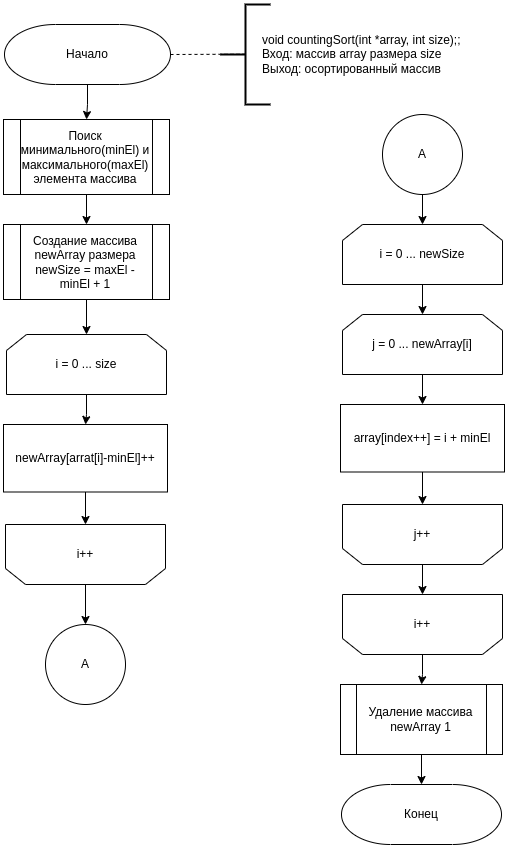 Начало
void countingSort(int *array, int size);;
Вход: массив array размера size
Выход: осортированный массив
Поиск
минимального(minEl) и
максимального(maxEl)
элемента массива
Создание массива
newArray размера
newSize = maxEl -
minEl + 1
i = 0 ... size
newArray[arrat[i]-minEl]++
i++
A
A
i = 0 ... newSize
j = 0 ... newArray[i]
array[index++] = i + minEl
j++
i++
Удаление массива
newArray 1
Конец